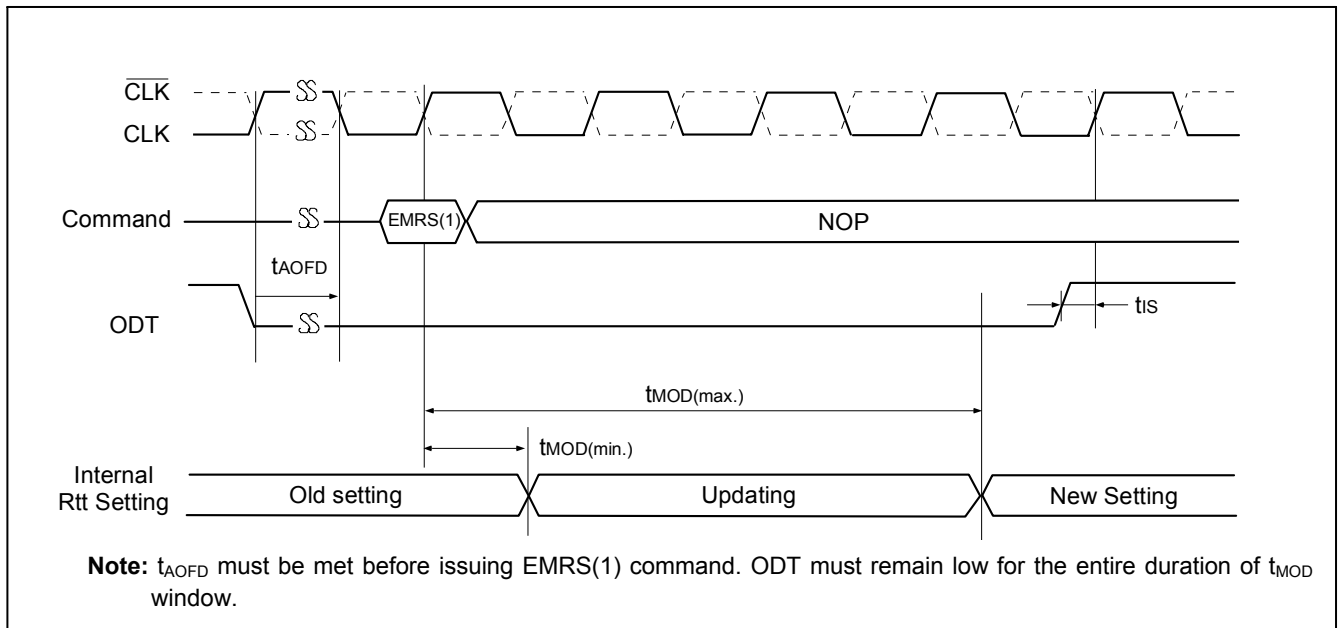 CLK
CLK
Command
EMRS(1)
NOP
tAOFD
ODT
tIS
tMOD(max.)
tMOD(min.)
Internal
Rtt Setting
Old setting
Updating
New Setting
Note: tAOFD must be met before issuing EMRS(1) command. ODT must remain low for the entire duration of tMOD
window.